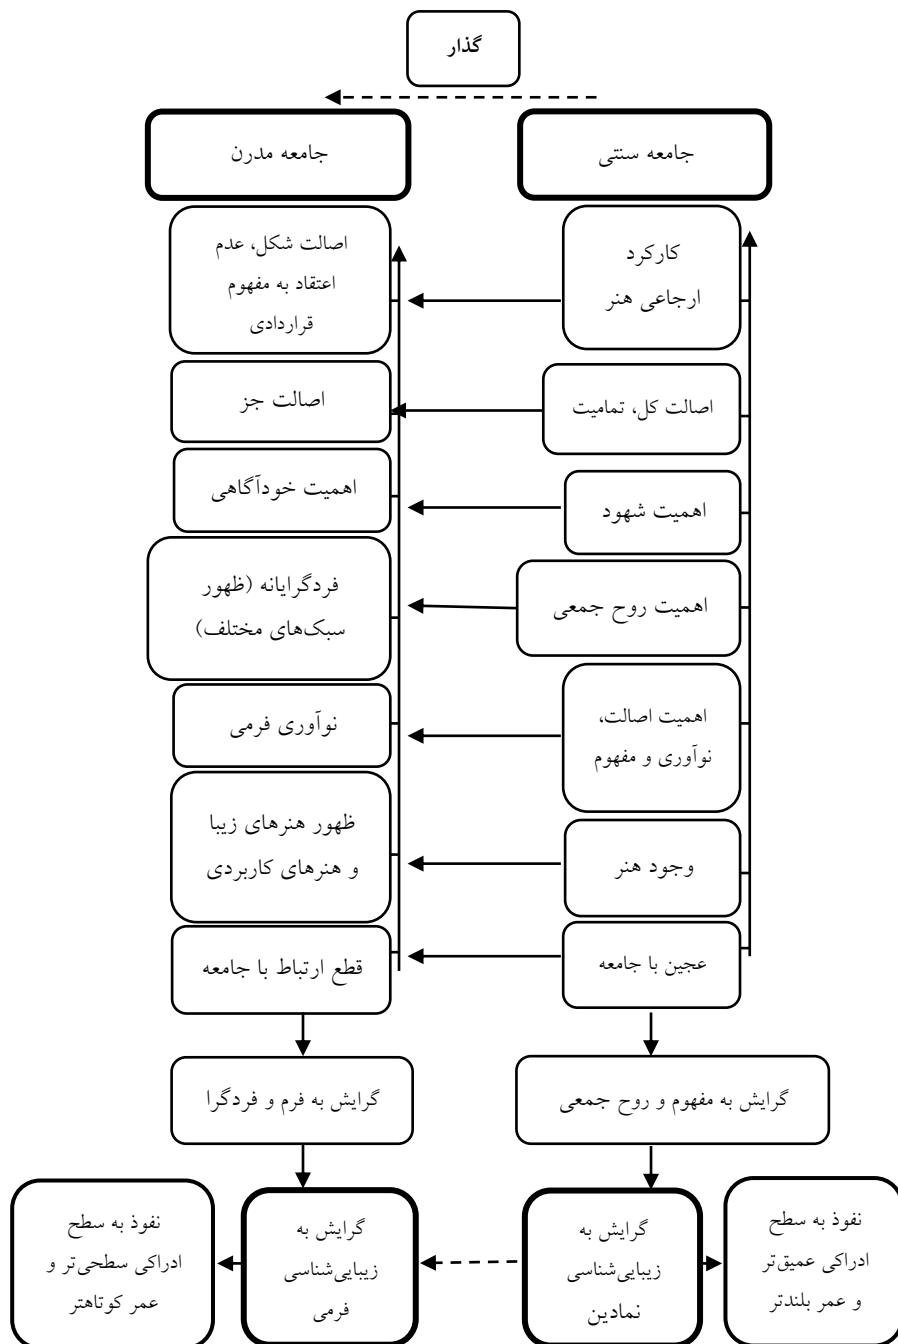 گذار
جامعه سنتی
جامعه مدرن
کارکرد
ارجاعی هنر
اصالت شکل، عدم
اعتقاد به مفهوم
قراردادی
اصالت کل، تمامیت
اصالت جز
اهمیت شهود
اهمیت خودآگاهی
اهمیت روح جمعی
فردگرایانه (ظهور
سبک‌های مختلف)
اهمیت اصالت،
نوآوری و مفهوم
نوآوری فرمی
وجود هنر
ظهور هنرهای زیبا
و هنرهای کاربردی
عجین با جامعه
قطع ارتباط با جامعه
گرایش به مفهوم و روح جمعی
گرایش به فرم و فردگرا
نفوذ به سطح
ادراکی عمیق‌تر
و عمر بلندتر
گرایش به
زیبایی‌شناسی
نمادین
گرایش به
زیبایی‌شناسی
فرمی
نفوذ به سطح
ادراکی سطحی‌تر و
عمر کوتاهتر